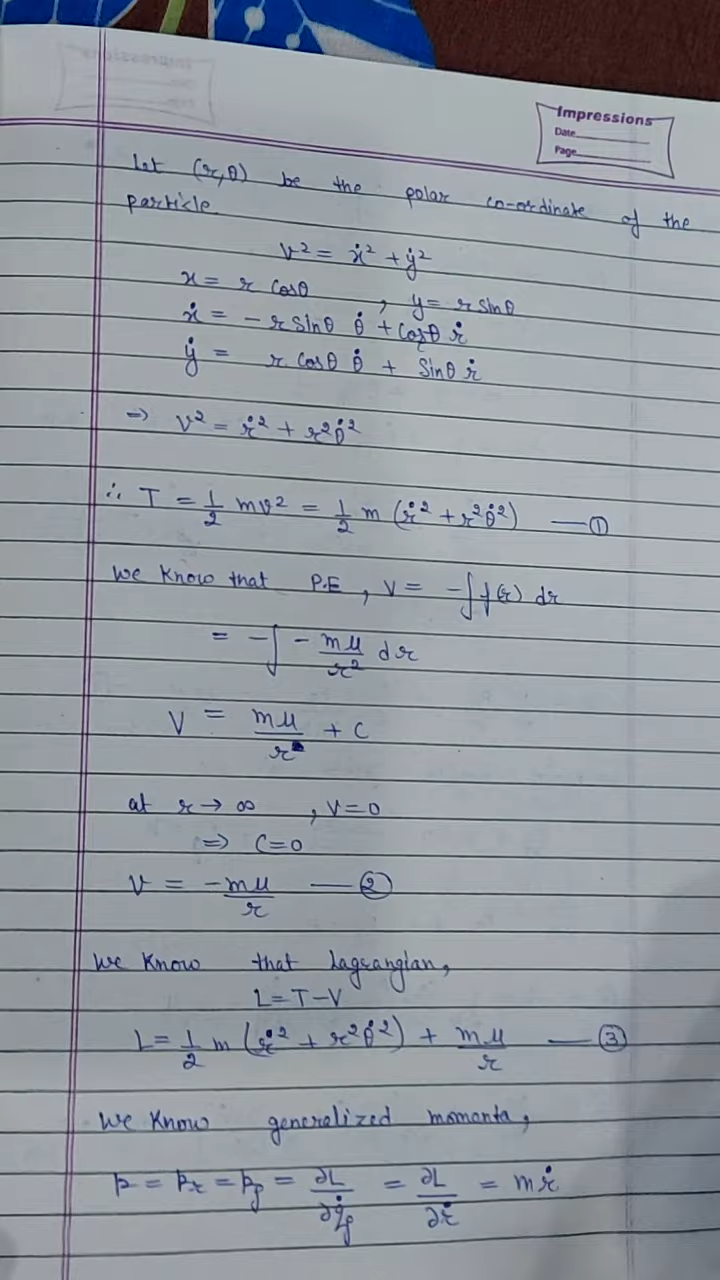 Impressions
Date
Page
Let (r,θ) be the polar co-ordinate of the
particle.
v² = ẋ² + ẏ²
x = r cosθ , y = r sinθ
ẋ = - r sinθ θ̇ + cosθ ṙ
ẏ = r cosθ θ̇ + Sinθ ṙ
⇒ v² = ṙ² + r²θ̇²
∴ T = 1/2 mv² = 1/2 m (ṙ² + r²θ̇²) — ①
We know that P.E , V = -∫ f(r) dr
= -∫ - mμ/r² dr
V = mμ/r + C
at r → ∞ , V=0
⇒ C=0
V = -mμ/r — ②
We know that Lagrangian,
L = T-V
L = 1/2 m (ṙ² + r²θ̇²) + mμ/r — ③
We know generalized momenta,
p = p_r = p_j = ∂L/∂q̇_j = ∂L/∂ṙ = mṙ